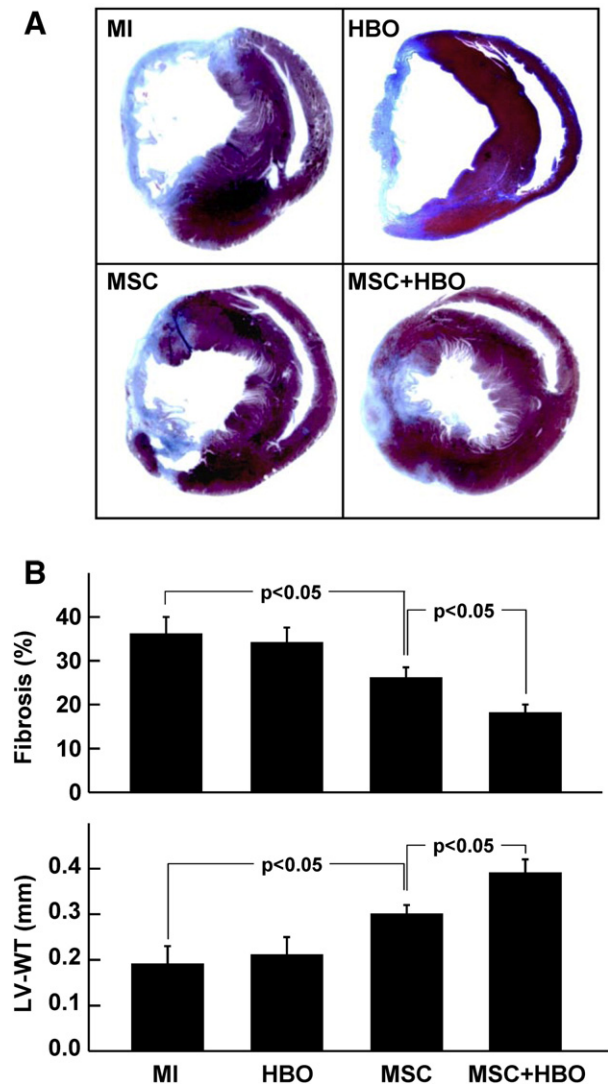 A
MI
HBO
MSC
MSC+HBO
B
Fibrosis (%)
40
30
20
10
0
p<0.05
p<0.05
LV-WT (mm)
0.4
0.3
0.2
0.1
0.0
p<0.05
p<0.05
MI
HBO
MSC
MSC+HBO